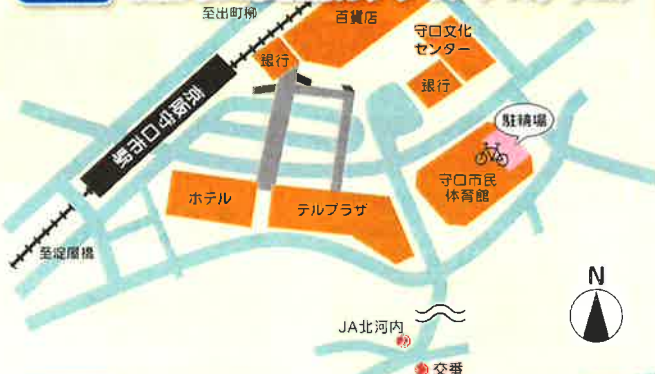 至出町柳
百貨店
守口文化
センター
銀行
銀行
京阪守口市駅
駐輪場
守口市民
体育館
ホテル
テルプラザ
至淀屋橋
N
JA北河内
交番